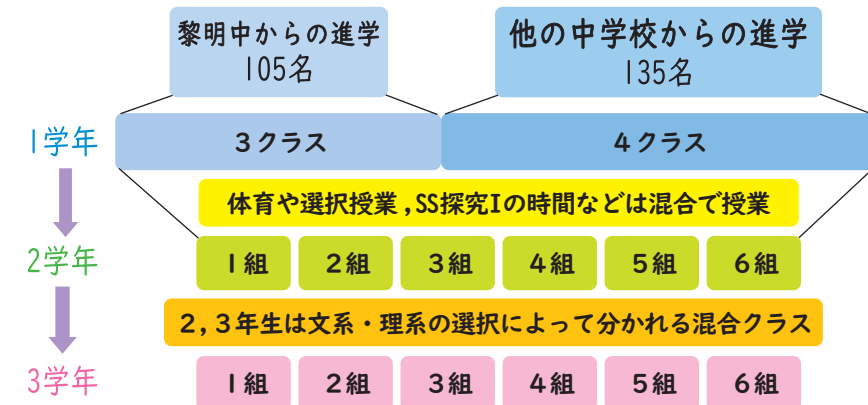 黎明中からの進学
105名
他の中学校からの進学
135名
1学年
3クラス
4クラス
体育や選択授業,SS探究Iの時間などは混合で授業
2学年
1組
2組
3組
4組
5組
6組
2,3年生は文系・理系の選択によって分かれる混合クラス
3学年
1組
2組
3組
4組
5組
6組